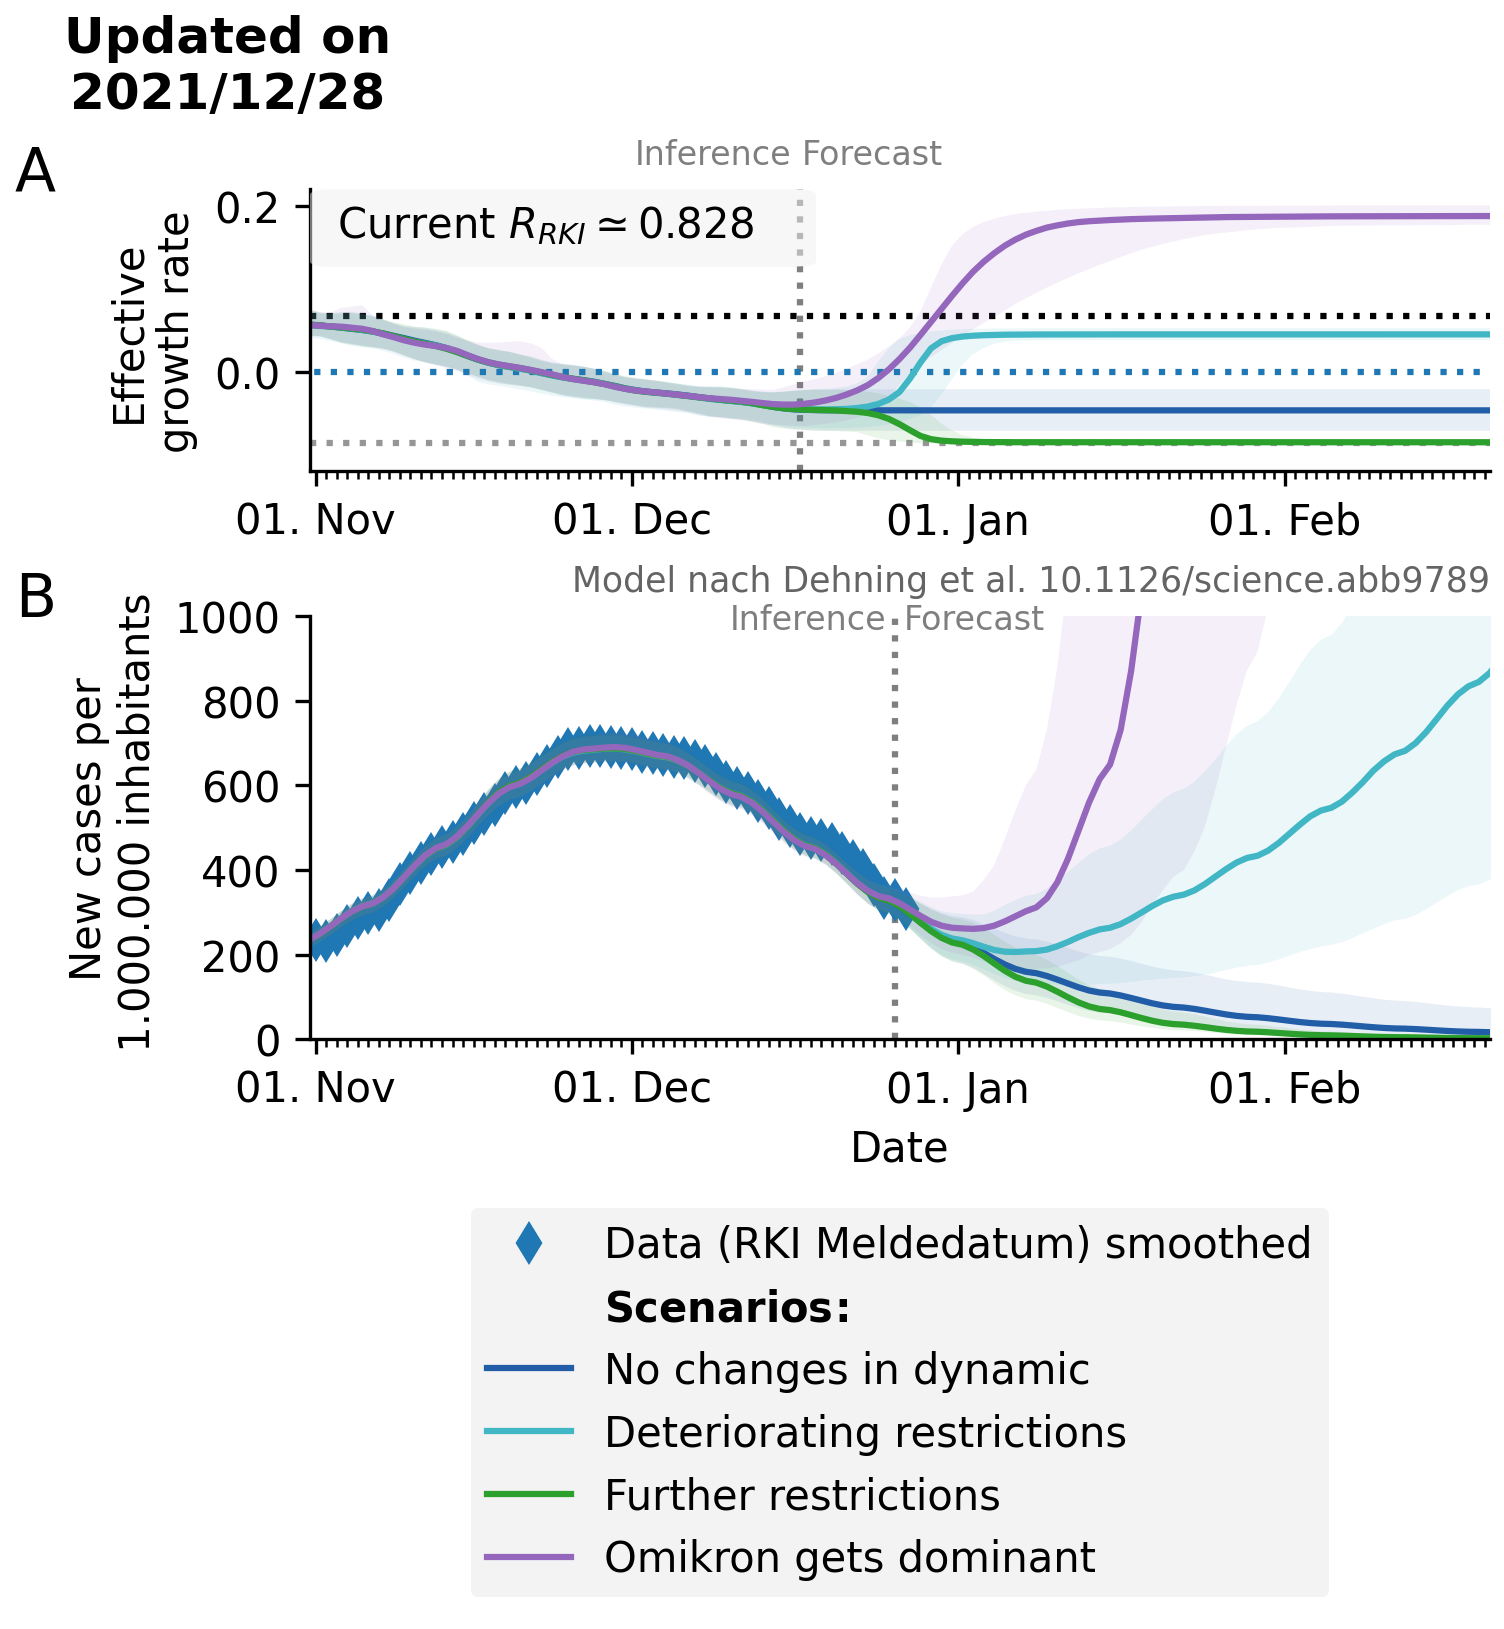 Updated on
2021/12/28
A
Inference Forecast
Current R_RKI ≃ 0.828
Effective
growth rate
0.2
0.0
01. Nov
01. Dec
01. Jan
01. Feb
B
Model nach Dehning et al. 10.1126/science.abb9789
Inference Forecast
New cases per
1.000.000 inhabitants
1000
800
600
400
200
0
01. Nov
01. Dec
01. Jan
01. Feb
Date
Data (RKI Meldedatum) smoothed
Scenarios:
No changes in dynamic
Deteriorating restrictions
Further restrictions
Omikron gets dominant